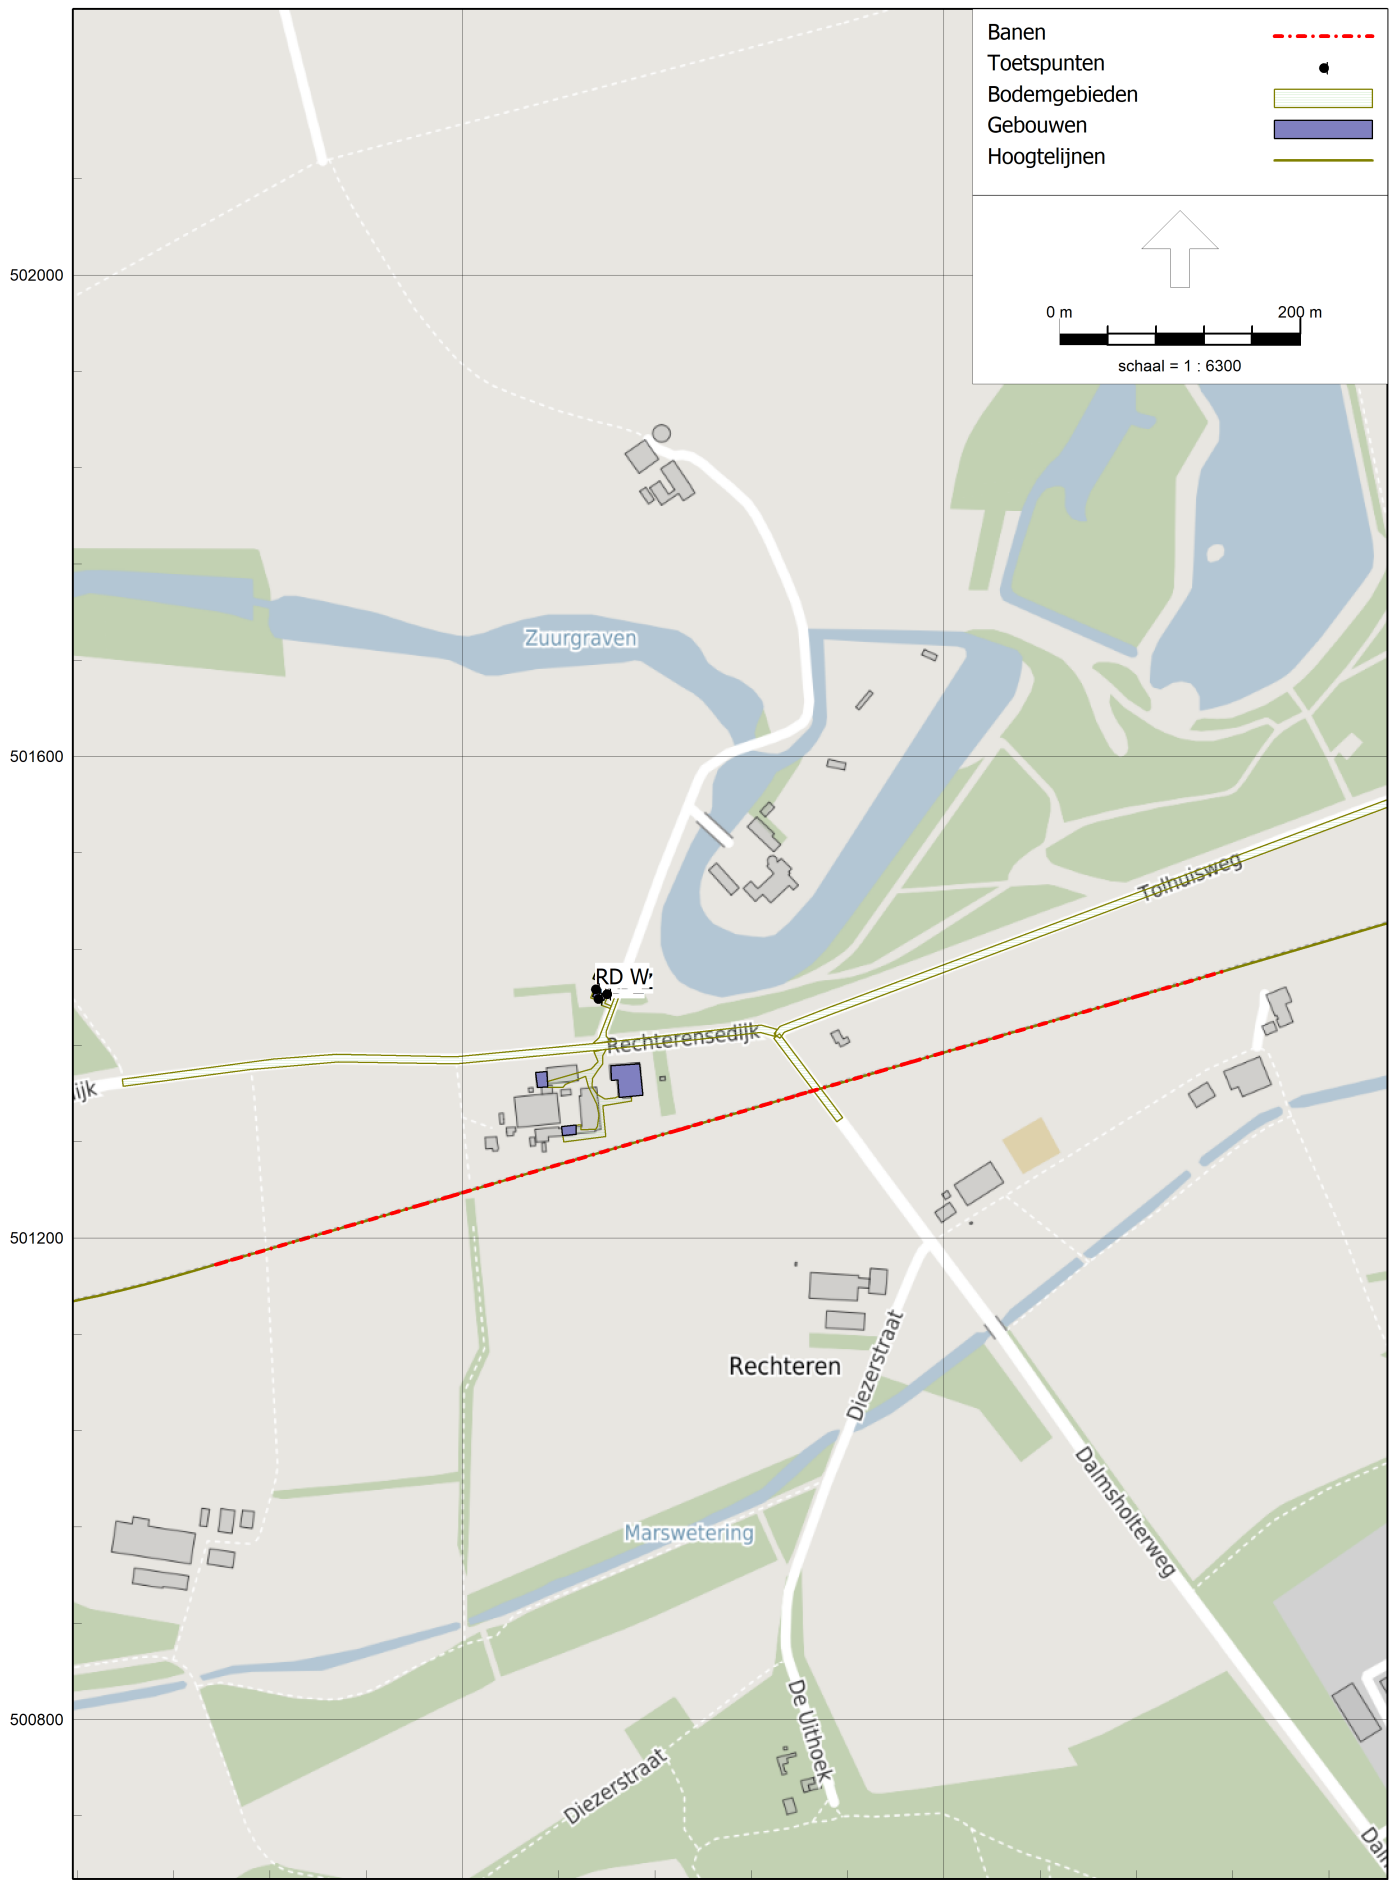 Banen
Toetspunten
Bodemgebieden
Gebouwen
Hoogtelijnen
0 m 200 m
schaal = 1 : 6300
502000
Zuurgraven
501600
Tolhuisweg
RD W
Rechterensedijk
ijk
501200
Diezerstraat
Rechteren
Dalmsholterweg
Marswetering
500800
De Uithoek
Diezerstraat
Daln